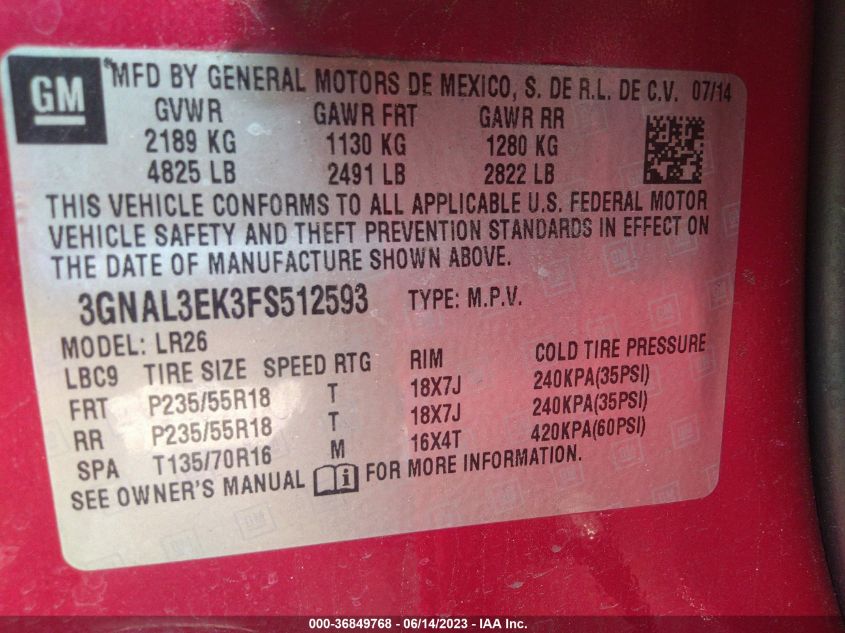 GM
MFD BY GENERAL MOTORS DE MEXICO, S. DE R.L. DE C.V. 07/14
GVWR GAWR FRT GAWR RR
2189 KG 1130 KG 1280 KG
4825 LB 2491 LB 2822 LB
THIS VEHICLE CONFORMS TO ALL APPLICABLE U.S. FEDERAL MOTOR
VEHICLE SAFETY AND THEFT PREVENTION STANDARDS IN EFFECT ON
THE DATE OF MANUFACTURE SHOWN ABOVE.
3GNAL3EK3FS512593 TYPE: M.P.V.
MODEL: LR26
LBC9 TIRE SIZE SPEED RTG RIM COLD TIRE PRESSURE
FRT P235/55R18 T 18X7J 240KPA(35PSI)
RR P235/55R18 T 18X7J 240KPA(35PSI)
SPA T135/70R16 M 16X4T 420KPA(60PSI)
SEE OWNER'S MANUAL i FOR MORE INFORMATION.
000-36849768 - 06/14/2023 - IAA Inc.